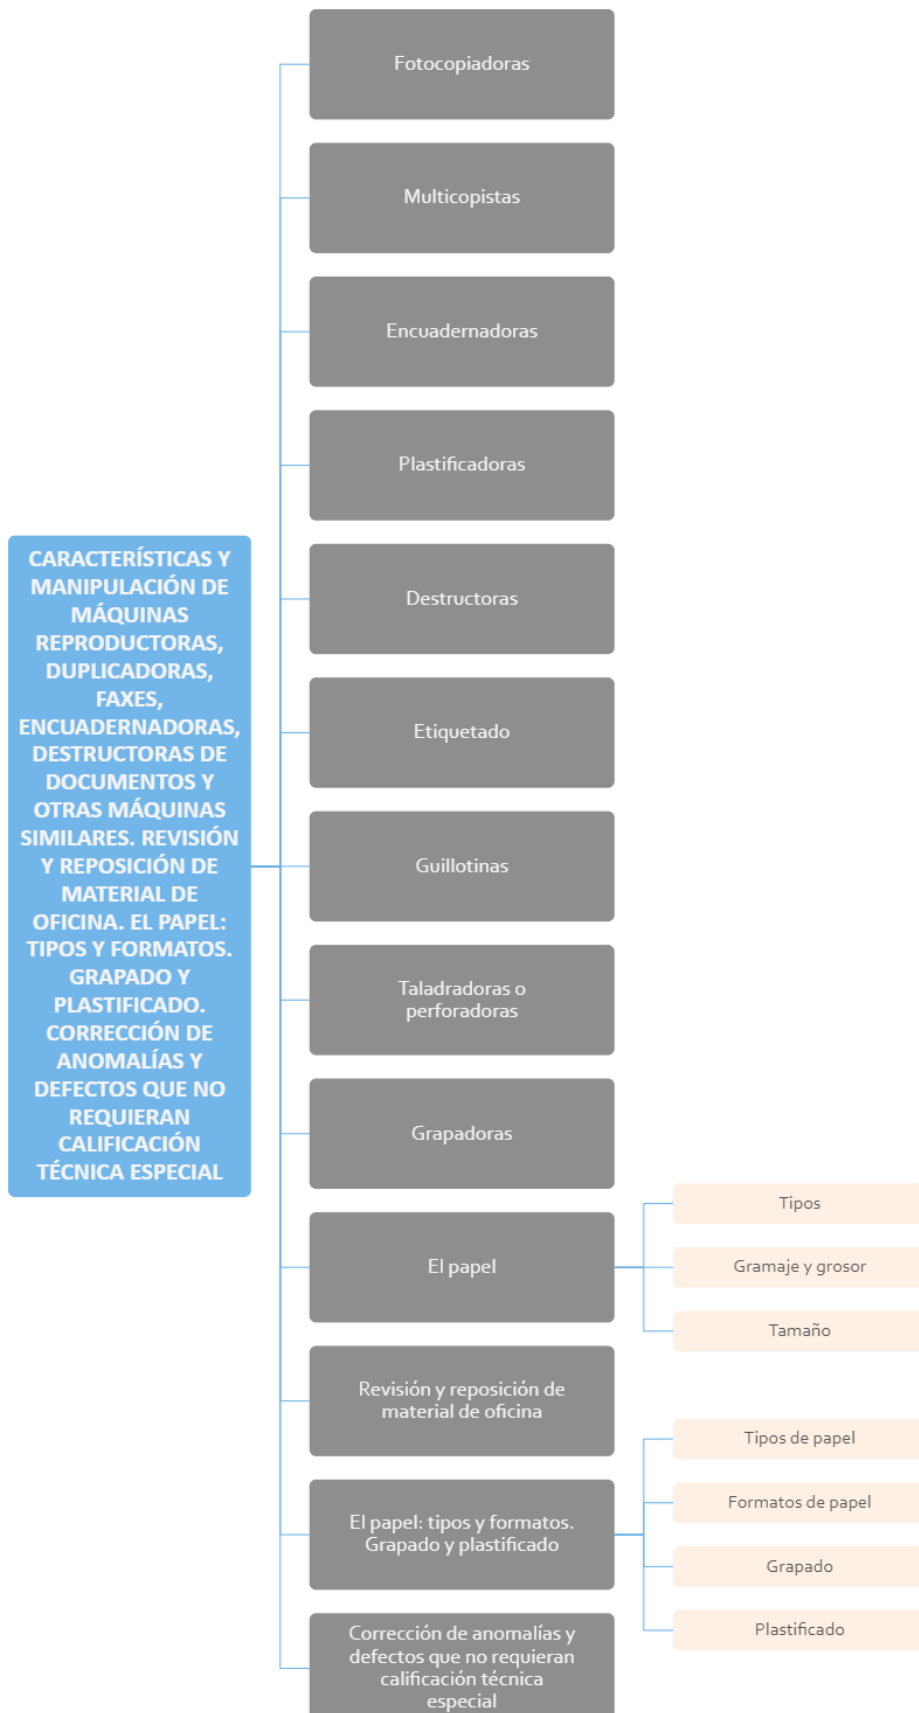 Fotocopiadoras
Multicopistas
Encuadernadoras
Plastificadoras
Destructoras
Etiquetado
Guillotinas
Taladradoras o
perforadoras
Grapadoras
El papel
Revisión y reposición de
material de oficina
El papel: tipos y formatos.
Grapado y plastificado
Corrección de anomalías y
defectos que no requieran
calificación técnica
especial
CARACTERÍSTICAS Y
MANIPULACIÓN DE
MÁQUINAS
REPRODUCTORAS,
DUPLICADORAS,
FAXES,
ENCUADERNADORAS,
DESTRUCTORAS DE
DOCUMENTOS Y
OTRAS MÁQUINAS
SIMILARES. REVISIÓN
Y REPOSICIÓN DE
MATERIAL DE
OFICINA. EL PAPEL:
TIPOS Y FORMATOS.
GRAPADO Y
PLASTIFICADO.
CORRECCIÓN DE
ANOMALÍAS Y
DEFECTOS QUE NO
REQUIERAN
CALIFICACIÓN
TÉCNICA ESPECIAL
Tipos
Gramaje y grosor
Tamaño
Tipos de papel
Formatos de papel
Grapado
Plastificado